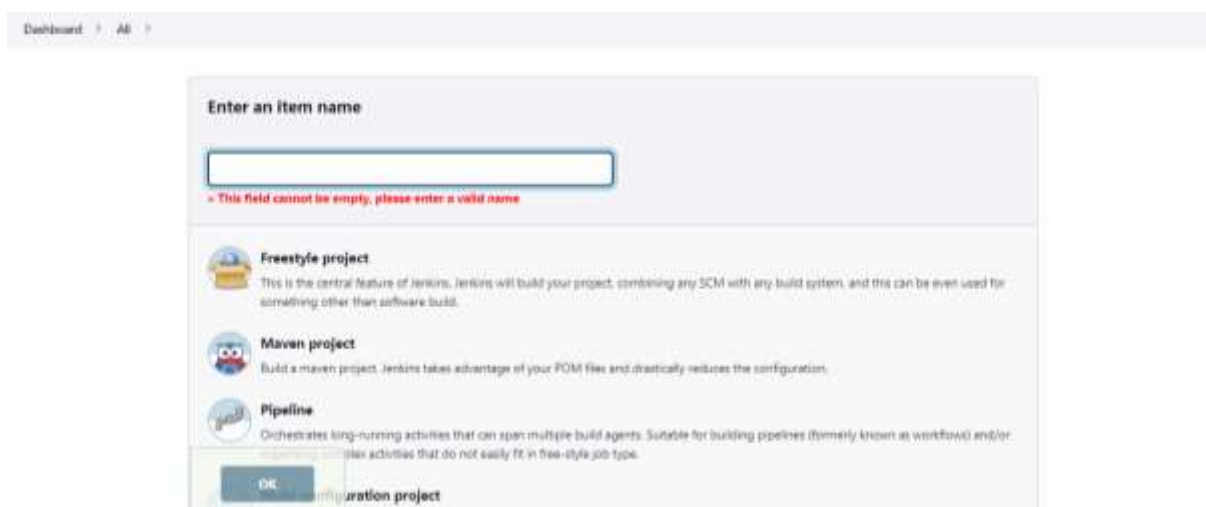 Dashboard > All >
Enter an item name
» This field cannot be empty, please enter a valid name
Freestyle project
This is the central feature of Jenkins. Jenkins will build your project, combining any SCM with any build system, and this can be even used for
something other than software build.
Maven project
Build a maven project. Jenkins takes advantage of your POM files and drastically reduces the configuration.
Pipeline
Orchestrates long-running activities that can span multiple build agents. Suitable for building pipelines (formerly known as workflows) and/or
activities that do not easily fit in free-style job type.
OK
project